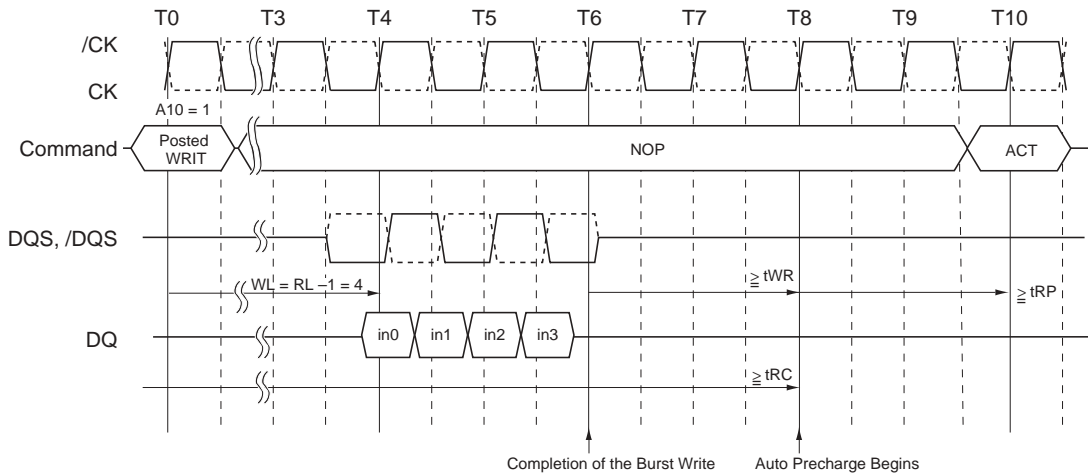 T0 T3 T4 T5 T6 T7 T8 T9 T10
/CK
CK
A10 = 1
Command
Posted
WRIT
NOP
ACT
DQS, /DQS
WL = RL –1 = 4
≧ tWR
≧ tRP
DQ
in0 in1 in2 in3
≧ tRC
Completion of the Burst Write
Auto Precharge Begins